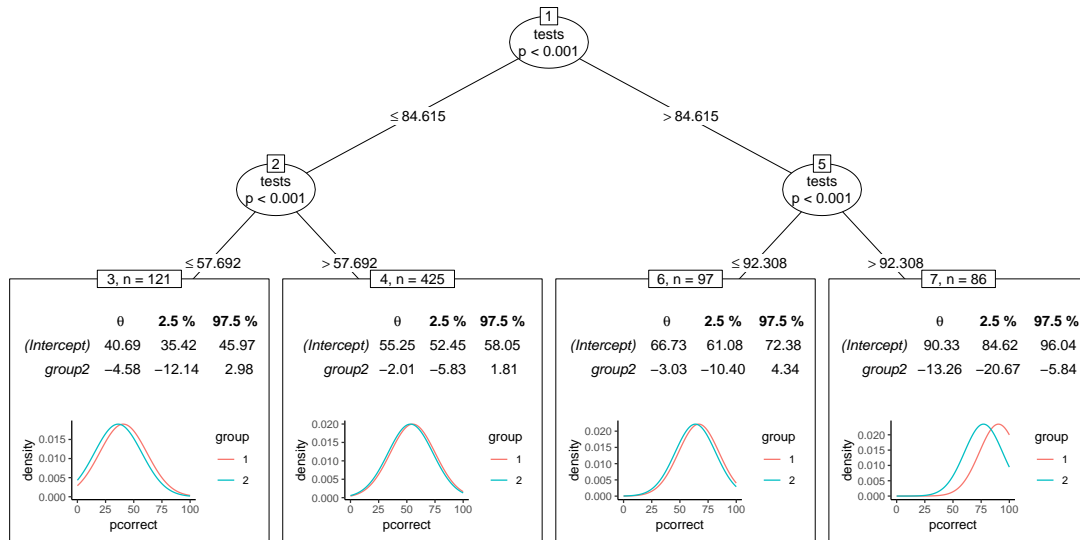 1
tests
p < 0.001
≤ 84.615
> 84.615
2
tests
p < 0.001
5
tests
p < 0.001
≤ 57.692
> 57.692
≤ 92.308
> 92.308
3, n = 121
θ 2.5 % 97.5 %
(Intercept) 40.69 35.42 45.97
group2 −4.58 −12.14 2.98
density
0.015
0.010
0.005
0.000
0 25 50 75 100
pcorrect
group
1
2
4, n = 425
θ 2.5 % 97.5 %
(Intercept) 55.25 52.45 58.05
group2 −2.01 −5.83 1.81
density
0.020
0.015
0.010
0.005
0.000
0 25 50 75 100
pcorrect
group
1
2
6, n = 97
θ 2.5 % 97.5 %
(Intercept) 66.73 61.08 72.38
group2 −3.03 −10.40 4.34
density
0.020
0.015
0.010
0.005
0.000
0 25 50 75 100
pcorrect
group
1
2
7, n = 86
θ 2.5 % 97.5 %
(Intercept) 90.33 84.62 96.04
group2 −13.26 −20.67 −5.84
density
0.020
0.015
0.010
0.005
0.000
0 25 50 75 100
pcorrect
group
1
2